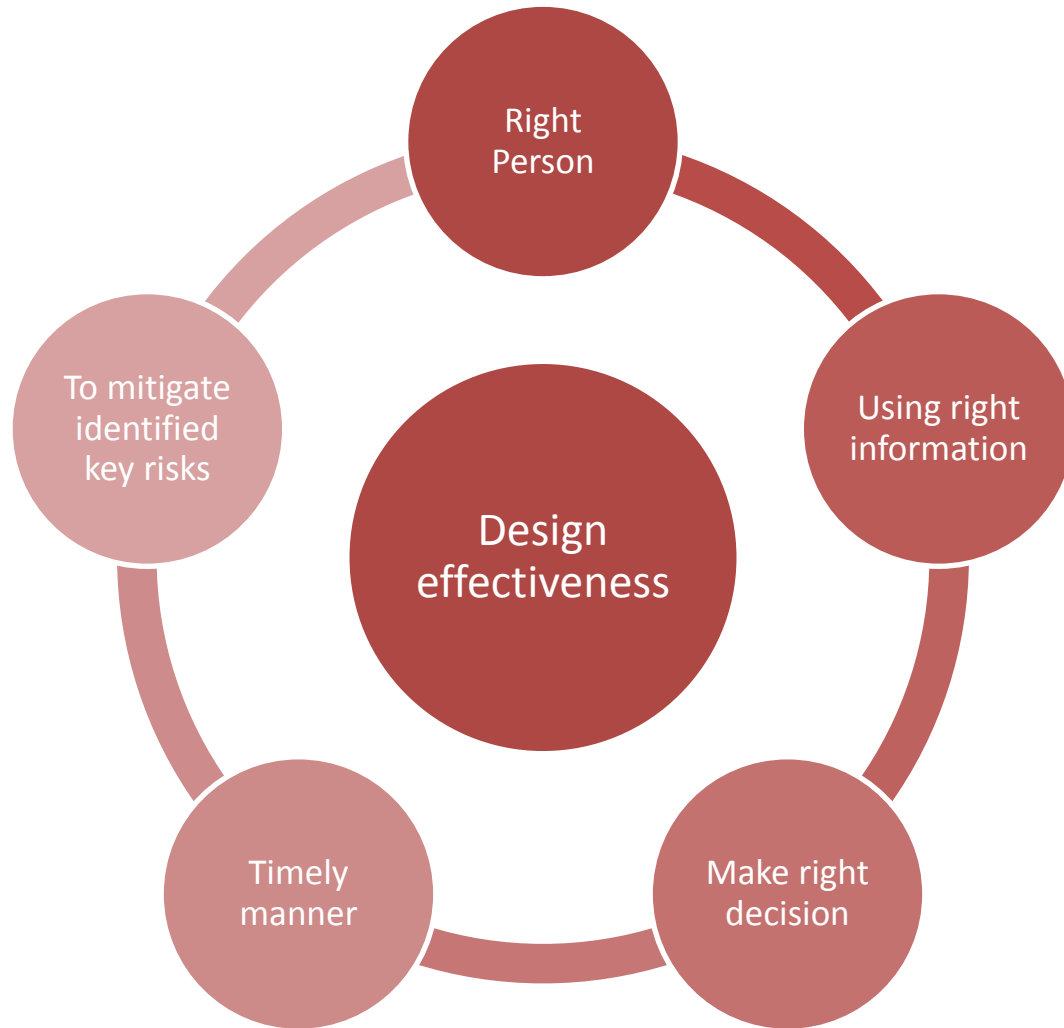 Right
Person
Using right
information
Make right
decision
Timely
manner
To mitigate
identified
key risks
Design
effectiveness